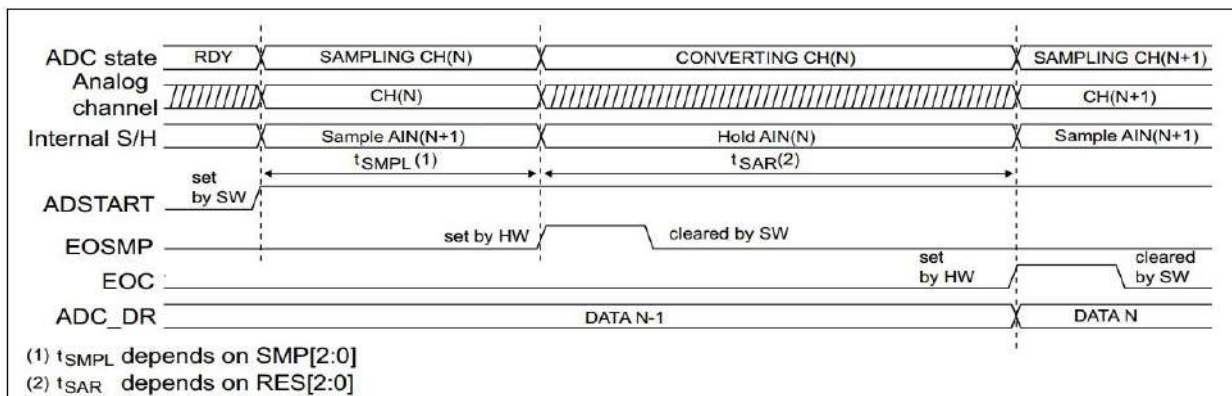 ADC state RDY SAMPLING CH(N) CONVERTING CH(N) SAMPLING CH(N+1)
Analog channel CH(N) CH(N+1)
Internal S/H Sample AIN(N+1) Hold AIN(N) Sample AIN(N+1)
tSMPL(1) tSAR(2)
set by SW
ADSTART
EOSMP set by HW cleared by SW
EOC set by HW cleared by SW
ADC_DR DATA N-1 DATA N
(1) tSMPL depends on SMP[2:0]
(2) tSAR depends on RES[2:0]